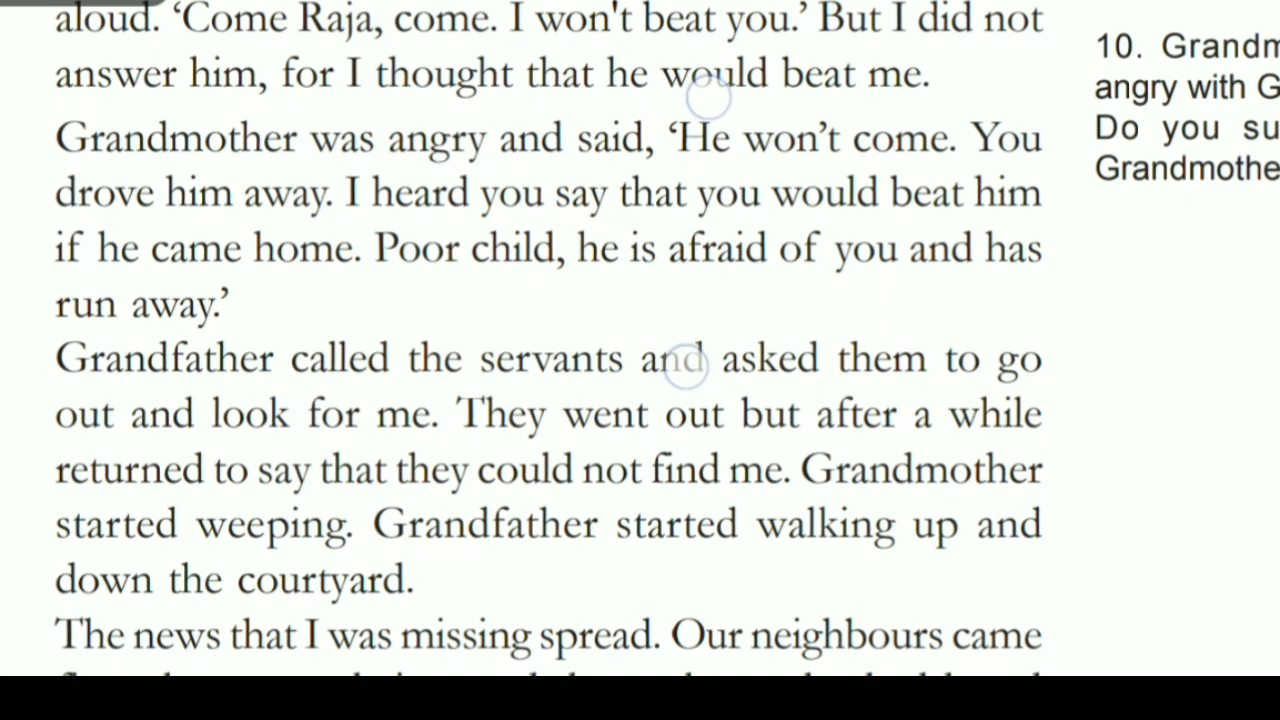 aloud. ‘Come Raja, come. I won't beat you.’ But I did not
answer him, for I thought that he would beat me.
Grandmother was angry and said, ‘He won’t come. You
drove him away. I heard you say that you would beat him
if he came home. Poor child, he is afraid of you and has
run away.’
Grandfather called the servants and asked them to go
out and look for me. They went out but after a while
returned to say that they could not find me. Grandmother
started weeping. Grandfather started walking up and
down the courtyard.
The news that I was missing spread. Our neighbours came
10.
angry with
Do you